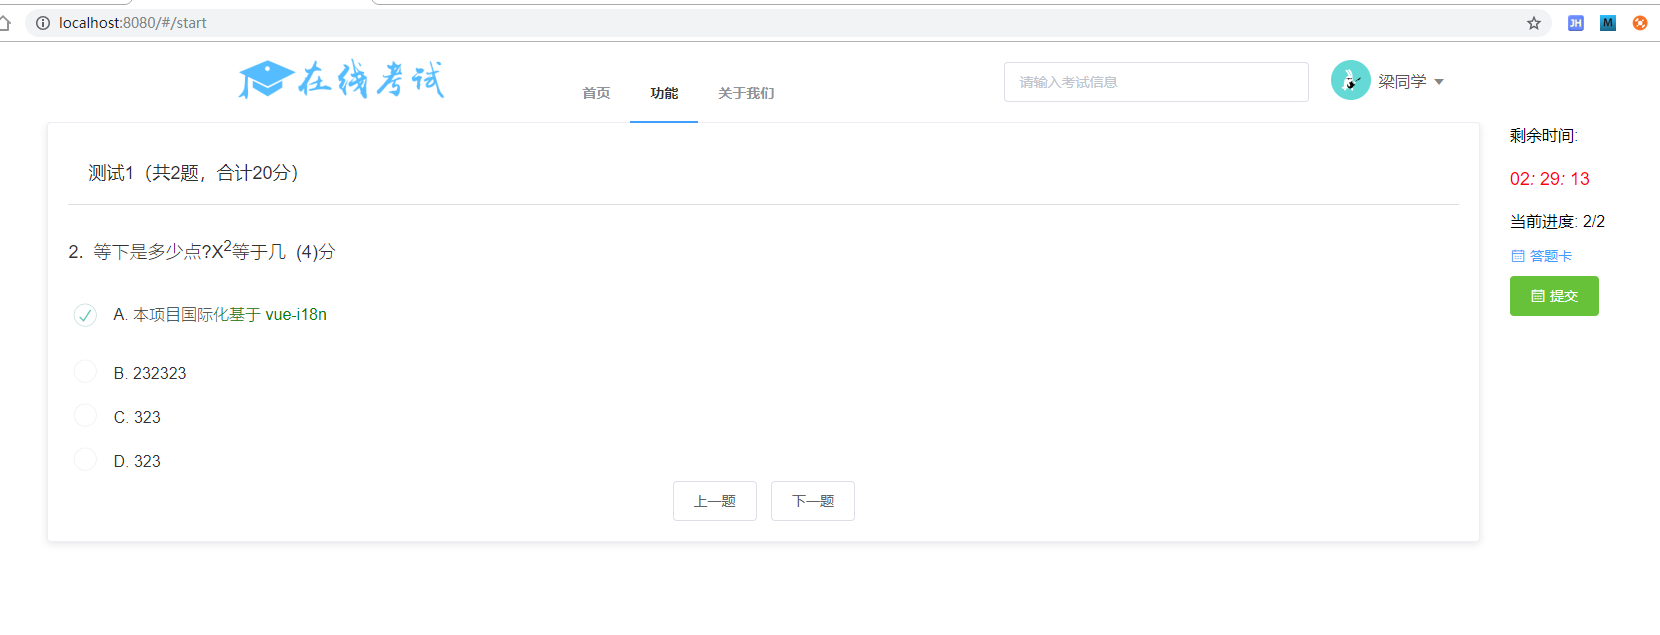 localhost:8080/#/start
JH
M
在线考试
首页
功能
关于我们
请输入考试信息
梁同学
测试1（共2题，合计20分）
2. 等下是多少点?X²等于几 (4)分
A. 本项目国际化基于 vue-i18n
B. 232323
C. 323
D. 323
上一题
下一题
剩余时间:
02: 29: 13
当前进度: 2/2
答题卡
提交